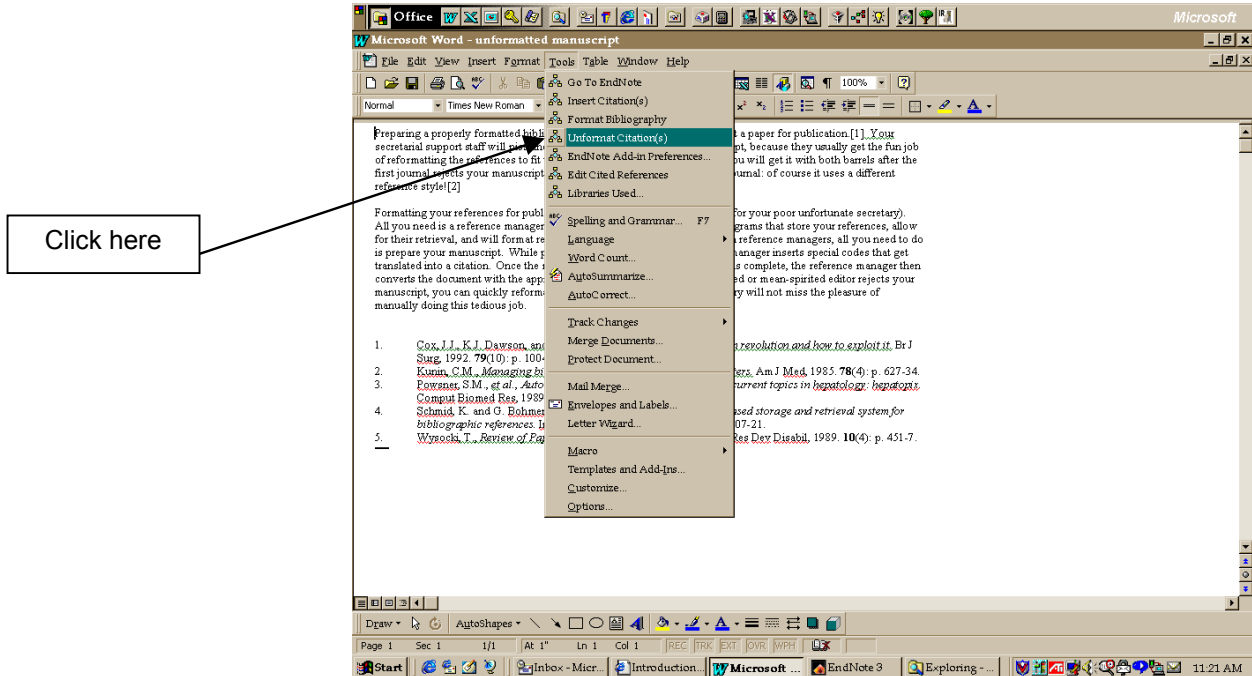 Office
Microsoft
Microsoft Word - unformatted manuscript
File Edit View Insert Format Tools Table Window Help
100%
Normal Times New Roman
Go To EndNote
Insert Citation(s)
Format Bibliography
Unformat Citation(s)
EndNote Add-in Preferences...
Edit Cited References
Libraries Used...
Spelling and Grammar... F7
Language
Word Count...
AutoSummarize...
AutoCorrect...
Track Changes
Merge Documents...
Protect Document...
Mail Merge...
Envelopes and Labels...
Letter Wizard...
Macro
Templates and Add-Ins...
Customize...
Options...
Click here
Preparing a properly formatted bibli t a paper for publication.[1] Your
secretarial support staff will pt, because they usually get the fun job
of reformatting the references to fit ou will get it with both barrels after the
first journal rejects your manuscript urnal: of course it uses a different
reference style![2]
Formatting your references for publ for your poor unfortunate secretary).
All you need is a reference manager grams that store your references, allow
for their retrieval, and will format re reference managers, all you need to do
is prepare your manuscript. While p anager inserts special codes that get
translated into a citation. Once the s complete, the reference manager then
converts the document with the app ed or mean-spirited editor rejects your
manuscript, you can quickly reforma ry will not miss the pleasure of
manually doing this tedious job.
1. Cox, J.J., K.J. Dawson, and n revolution and how to exploit it. Br J
Surg, 1992. 79(10): p. 1004
2. Kunin, C.M., Managing bi ters. Am J Med, 1985. 78(4): p. 627-34.
3. Powsner, S.M., et al., Auto current topics in hepatology: hepatopix.
Comput Biomed Res, 1989
4. Schmid, K. and G. Bohmer ased storage and retrieval system for
bibliographic references. I 07-21.
5. Wysocki, T., Review of Pap Res Dev Disabil, 1989. 10(4): p. 451-7.
Draw AutoShapes
Page 1 Sec 1 1/1 At 1" Ln 1 Col 1 REC TRK EXT OVR WPH
Start Inbox - Micr... Introduction... Microsoft ... EndNote 3 Exploring - ... 11:21 AM